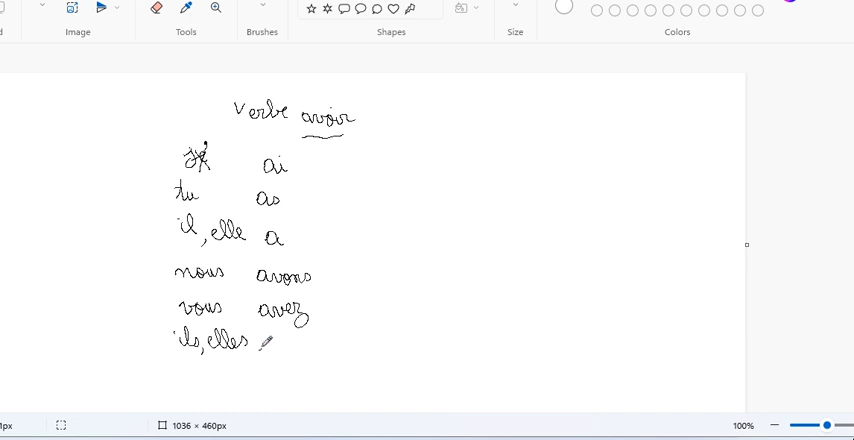 Image
Tools
Brushes
Shapes
Size
Colors
Verbe avoir
J' ai
tu as
il, elle a
nous avons
vous avez
ils, elles
1px
1036 × 460px
100%